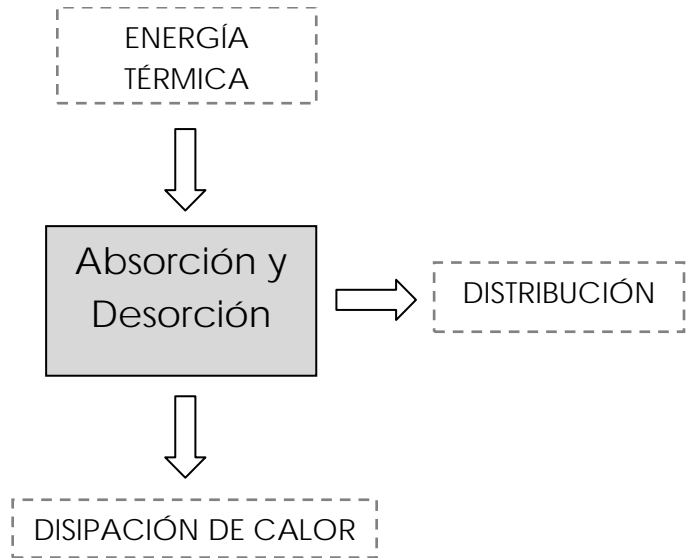 ENERGÍA
TÉRMICA
Absorción y
Desorción
DISTRIBUCIÓN
DISIPACIÓN DE CALOR